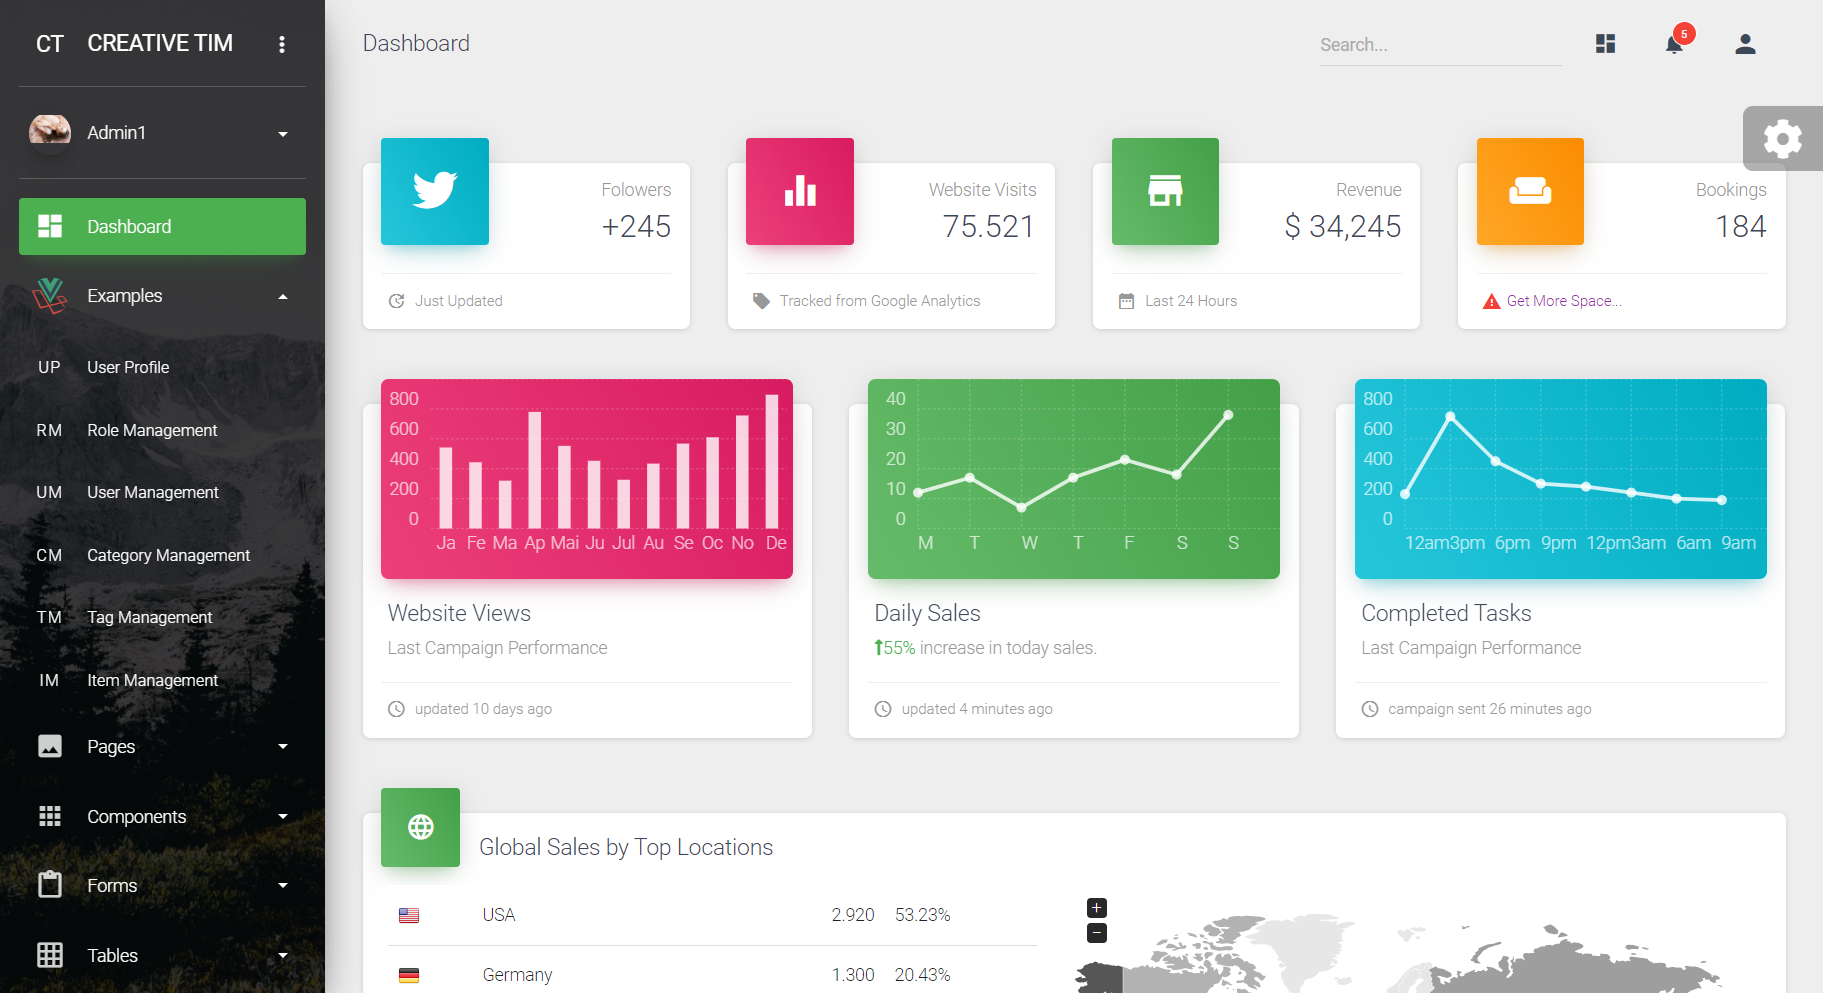 CT CREATIVE TIM
Admin1
Dashboard
Examples
UP User Profile
RM Role Management
UM User Management
CM Category Management
TM Tag Management
IM Item Management
Pages
Components
Forms
Tables
Dashboard
Search...
5
Folowers
+245
Just Updated
Website Visits
75.521
Tracked from Google Analytics
Revenue
$ 34,245
Last 24 Hours
Bookings
184
Get More Space...
800
600
400
200
0
Ja Fe Ma Ap Mai Ju Jul Au Se Oc No De
Website Views
Last Campaign Performance
updated 10 days ago
40
30
20
10
0
M T W T F S S
Daily Sales
55% increase in today sales.
updated 4 minutes ago
800
600
400
200
0
12am 3pm 6pm 9pm 12pm 3am 6am 9am
Completed Tasks
Last Campaign Performance
campaign sent 26 minutes ago
Global Sales by Top Locations
USA 2.920 53.23%
Germany 1.300 20.43%
+
−